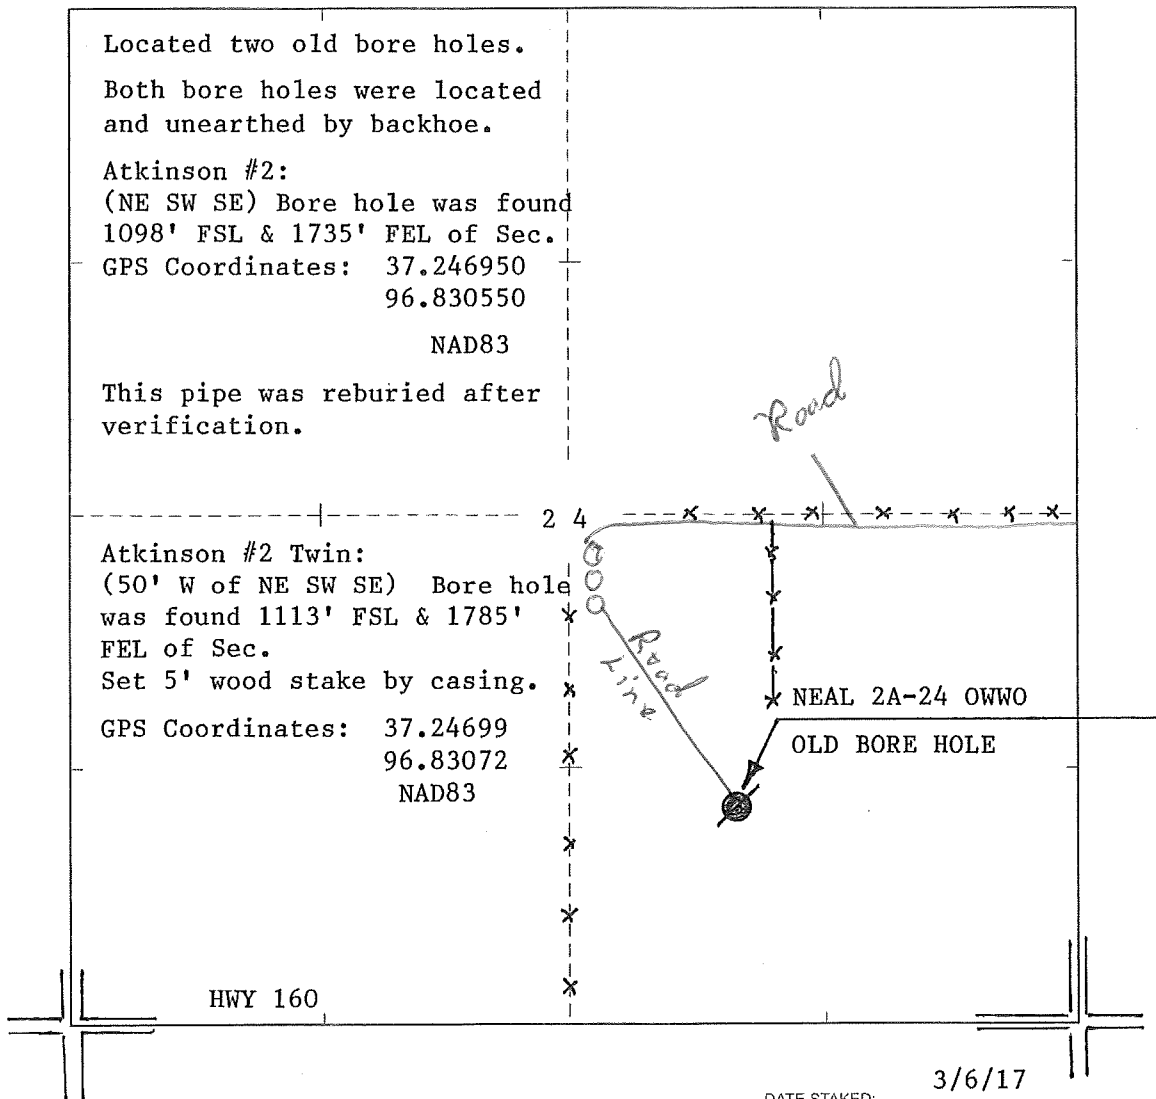 Located two old bore holes.
Both bore holes were located
and unearthed by backhoe.
Atkinson #2:
(NE SW SE) Bore hole was found
1098' FSL & 1735' FEL of Sec.
GPS Coordinates: 37.246950
96.830550
NAD83
This pipe was reburied after
verification.
Road
2 4
Atkinson #2 Twin:
(50' W of NE SW SE) Bore hole
was found 1113' FSL & 1785'
FEL of Sec.
Set 5' wood stake by casing.
GPS Coordinates: 37.24699
96.83072
NAD83
Road
Line
NEAL 2A-24 OWWO
OLD BORE HOLE
HWY 160
3/6/17
DATE STAKED: